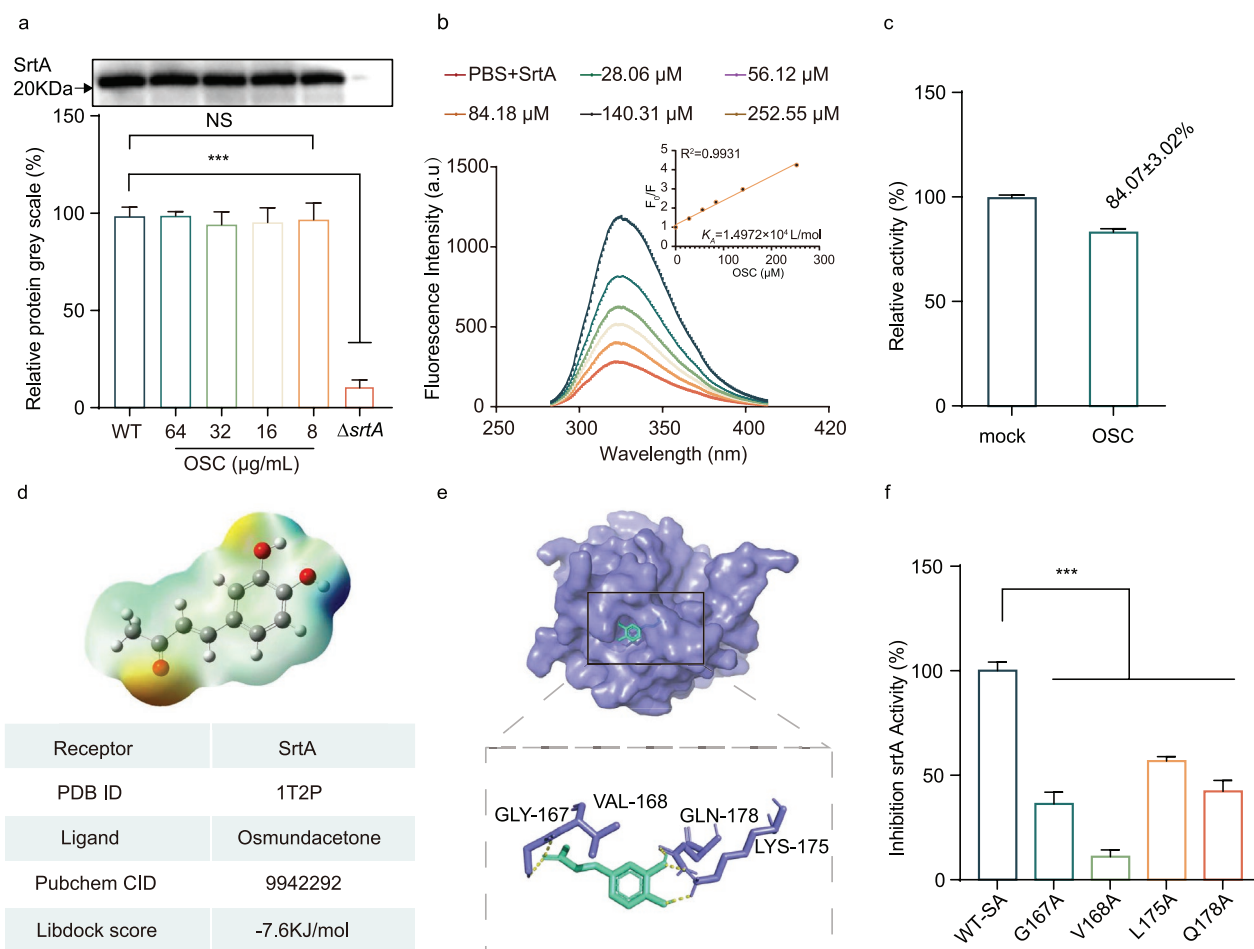 a
SrtA
20KDa
150
100
50
0
Relative protein grey scale (%)
NS
***
WT
64
32
16
8
ΔsrtA
OSC (µg/mL)
b
PBS+SrtA
28.06 µM
56.12 µM
84.18 µM
140.31 µM
252.55 µM
1500
1000
500
0
Fluorescence Intensity (a.u)
250
300
350
400
420
Wavelength (nm)
R²=0.9931
5
4
3
2
1
0
F₀/F
K_A=1.4972×10⁴ L/mol
0
100
200
300
OSC (µM)
c
150
100
50
0
Relative activity (%)
84.07±3.02%
mock
OSC
d
Receptor SrtA
PDB ID 1T2P
Ligand Osmundacetone
Pubchem CID 9942292
Libdock score -7.6KJ/mol
e
GLY-167
VAL-168
GLN-178
LYS-175
f
150
100
50
0
Inhibition srtA Activity (%)
***
WT-SA
G167A
V168A
L175A
Q178A